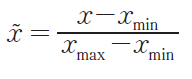 x̃ = (x − x_min) / (x_max − x_min)